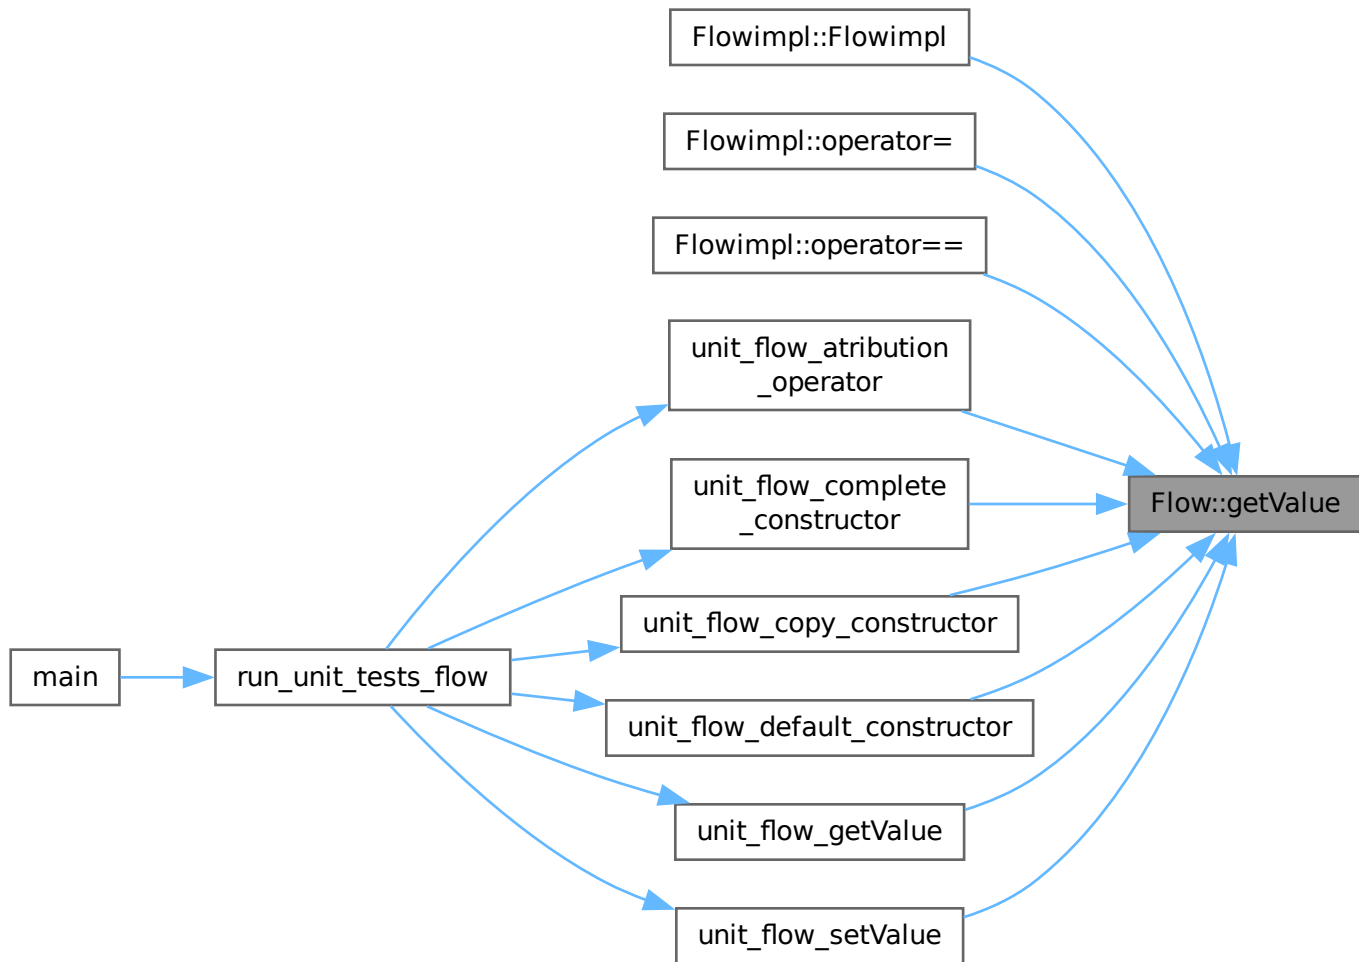 Flowimpl::Flowimpl
Flowimpl::operator=
Flowimpl::operator==
unit_flow_atribution
_operator
unit_flow_complete
_constructor
Flow::getValue
unit_flow_copy_constructor
main
run_unit_tests_flow
unit_flow_default_constructor
unit_flow_getValue
unit_flow_setValue